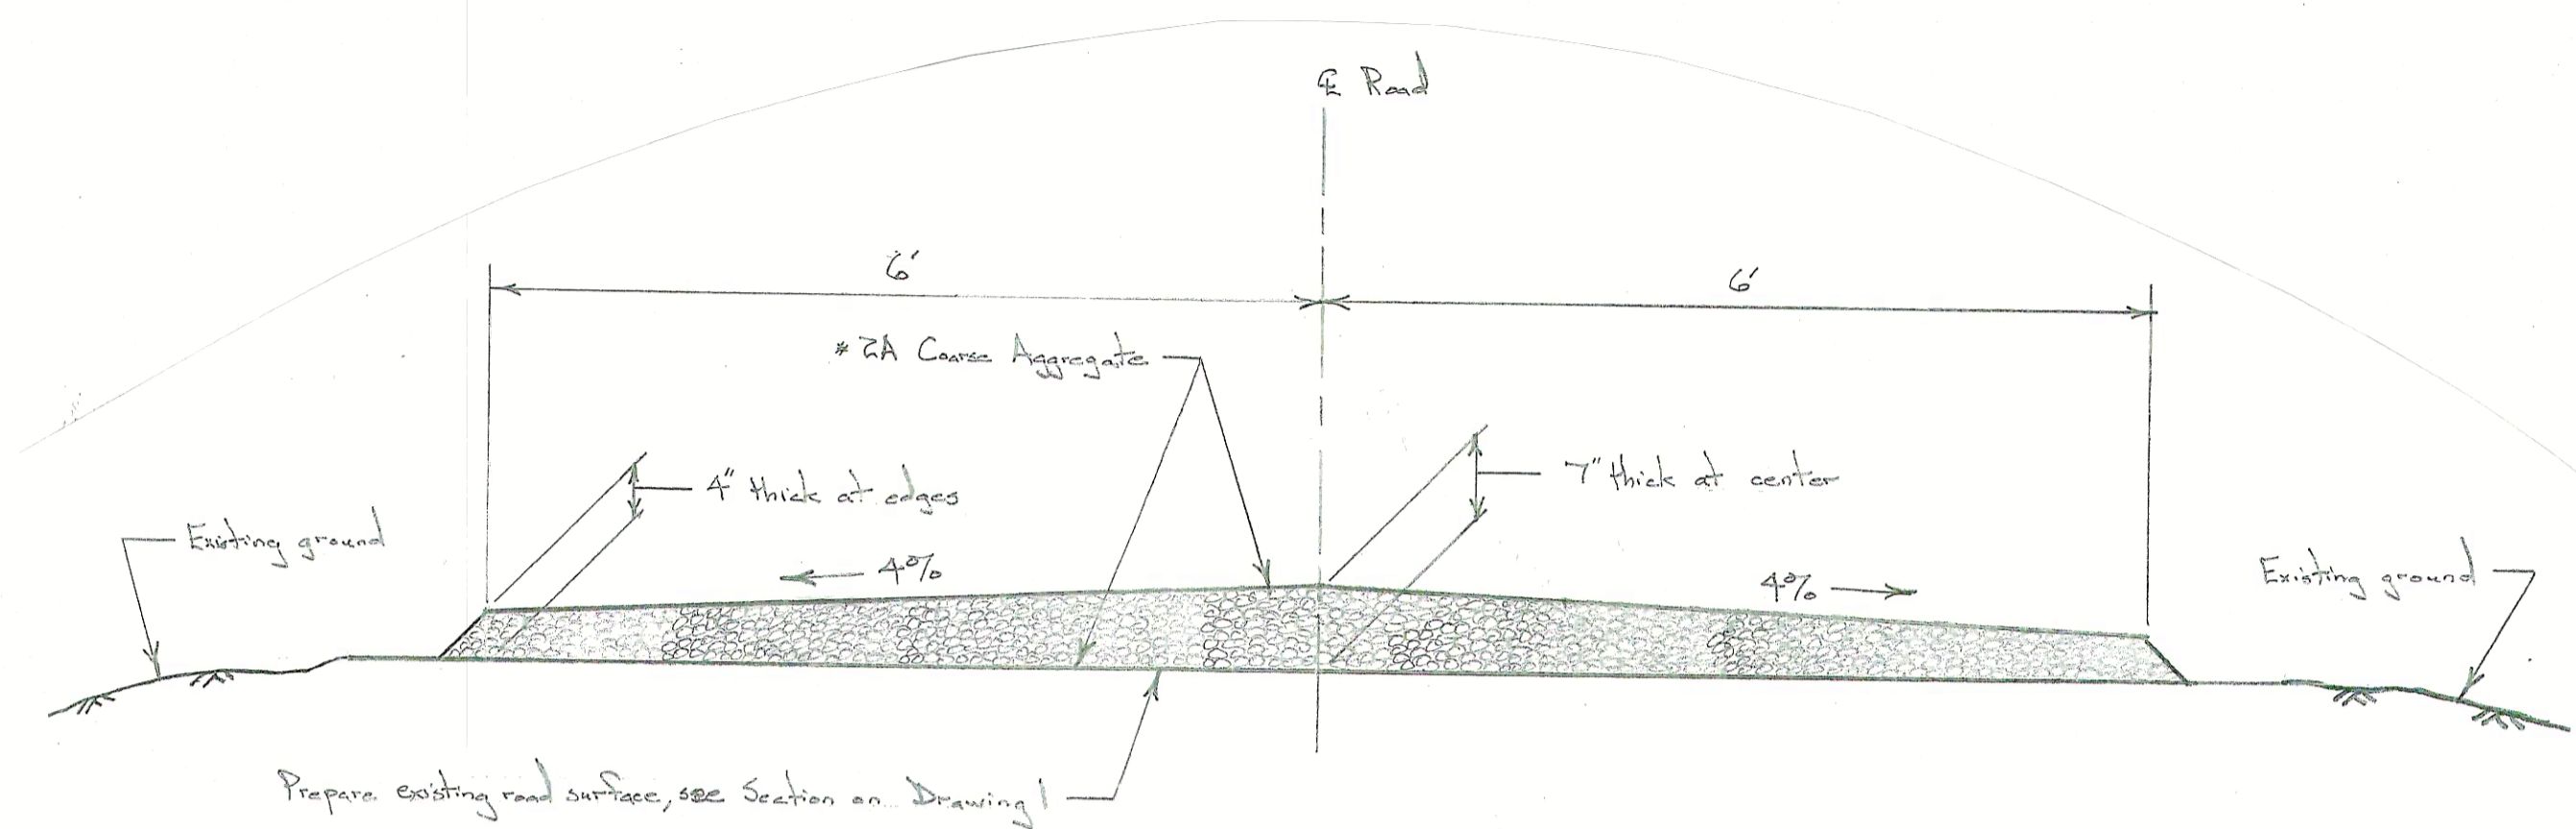 ℄ Road
6'
6'
* 2A Coarse Aggregate
4" thick at edges
7" thick at center
Existing ground
4%
4%
Existing ground
Prepare existing road surface, see Section on Drawing 1